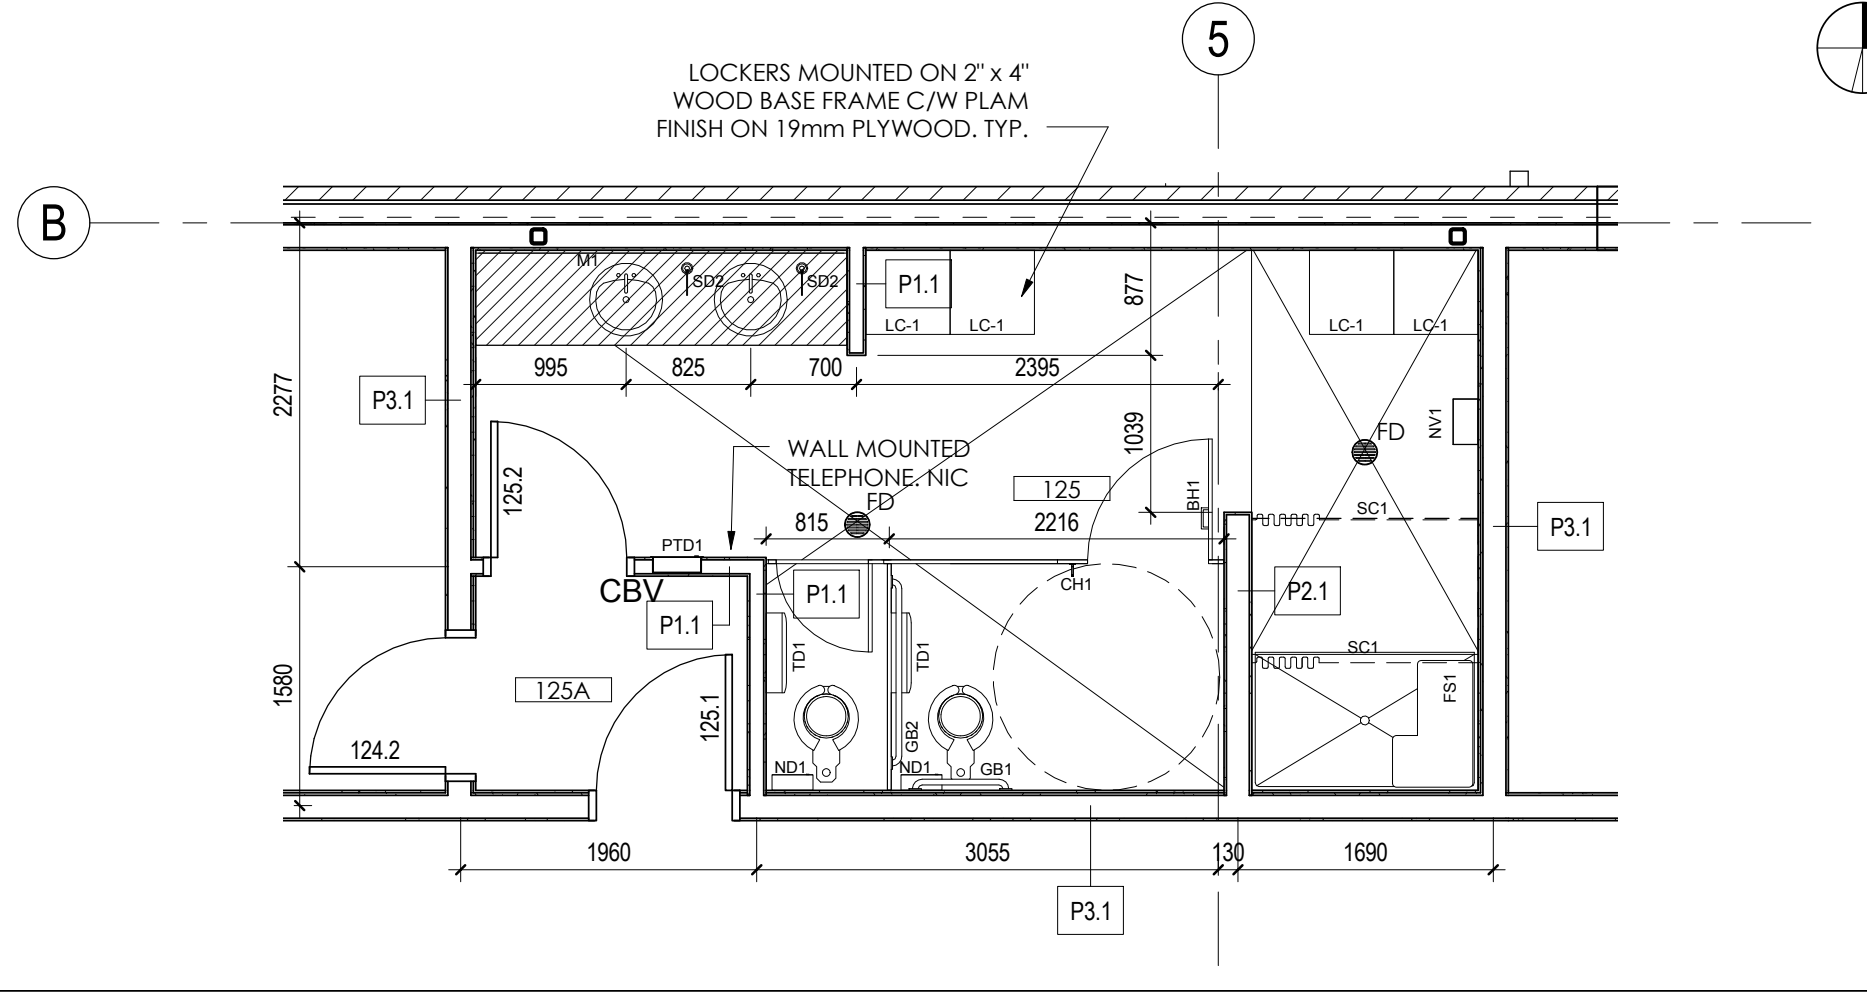 5
LOCKERS MOUNTED ON 2" x 4"
WOOD BASE FRAME C/W PLAM
FINISH ON 19mm PLYWOOD. TYP.
B
M1
SD2
SD2
P1.1
877
LC-1
LC-1
LC-1
LC-1
995
825
700
2395
2277
P3.1
1039
NV1
FD
WALL MOUNTED
TELEPHONE. NIC
125.2
FD
125
BH1
SC1
815
2216
P3.1
PTD1
CBV
P1.1
P1.1
CH1
P2.1
TD1
TD1
SC1
1580
125A
125.1
FS1
GB2
124.2
ND1
ND1
GB1
1960
3055
130
1690
P3.1